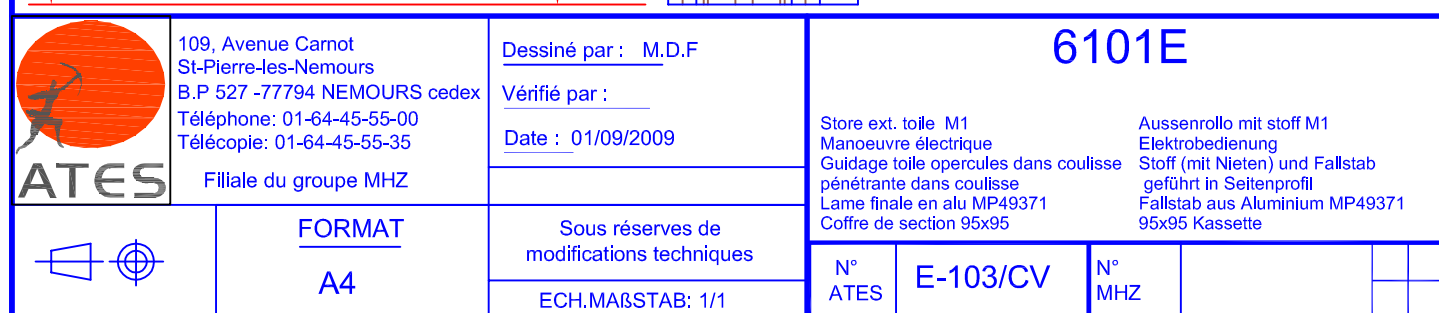 ATES
109, Avenue Carnot
St-Pierre-les-Nemours
B.P 527 -77794 NEMOURS cedex
Téléphone: 01-64-45-55-00
Télécopie: 01-64-45-55-35
Filiale du groupe MHZ
Dessiné par : M.D.F
Vérifié par :
Date : 01/09/2009
FORMAT
A4
Sous réserves de
modifications techniques
ECH.MAßSTAB: 1/1
6101E
Store ext. toile M1
Manoeuvre électrique
Guidage toile opercules dans coulisse
pénétrante dans coulisse
Lame finale en alu MP49371
Coffre de section 95x95
Aussenrollo mit stoff M1
Elektrobedienung
Stoff (mit Nieten) und Fallstab
geführt in Seitenprofil
Fallstab aus Aluminium MP49371
95x95 Kassette
N°
ATES
E-103/CV
N°
MHZ